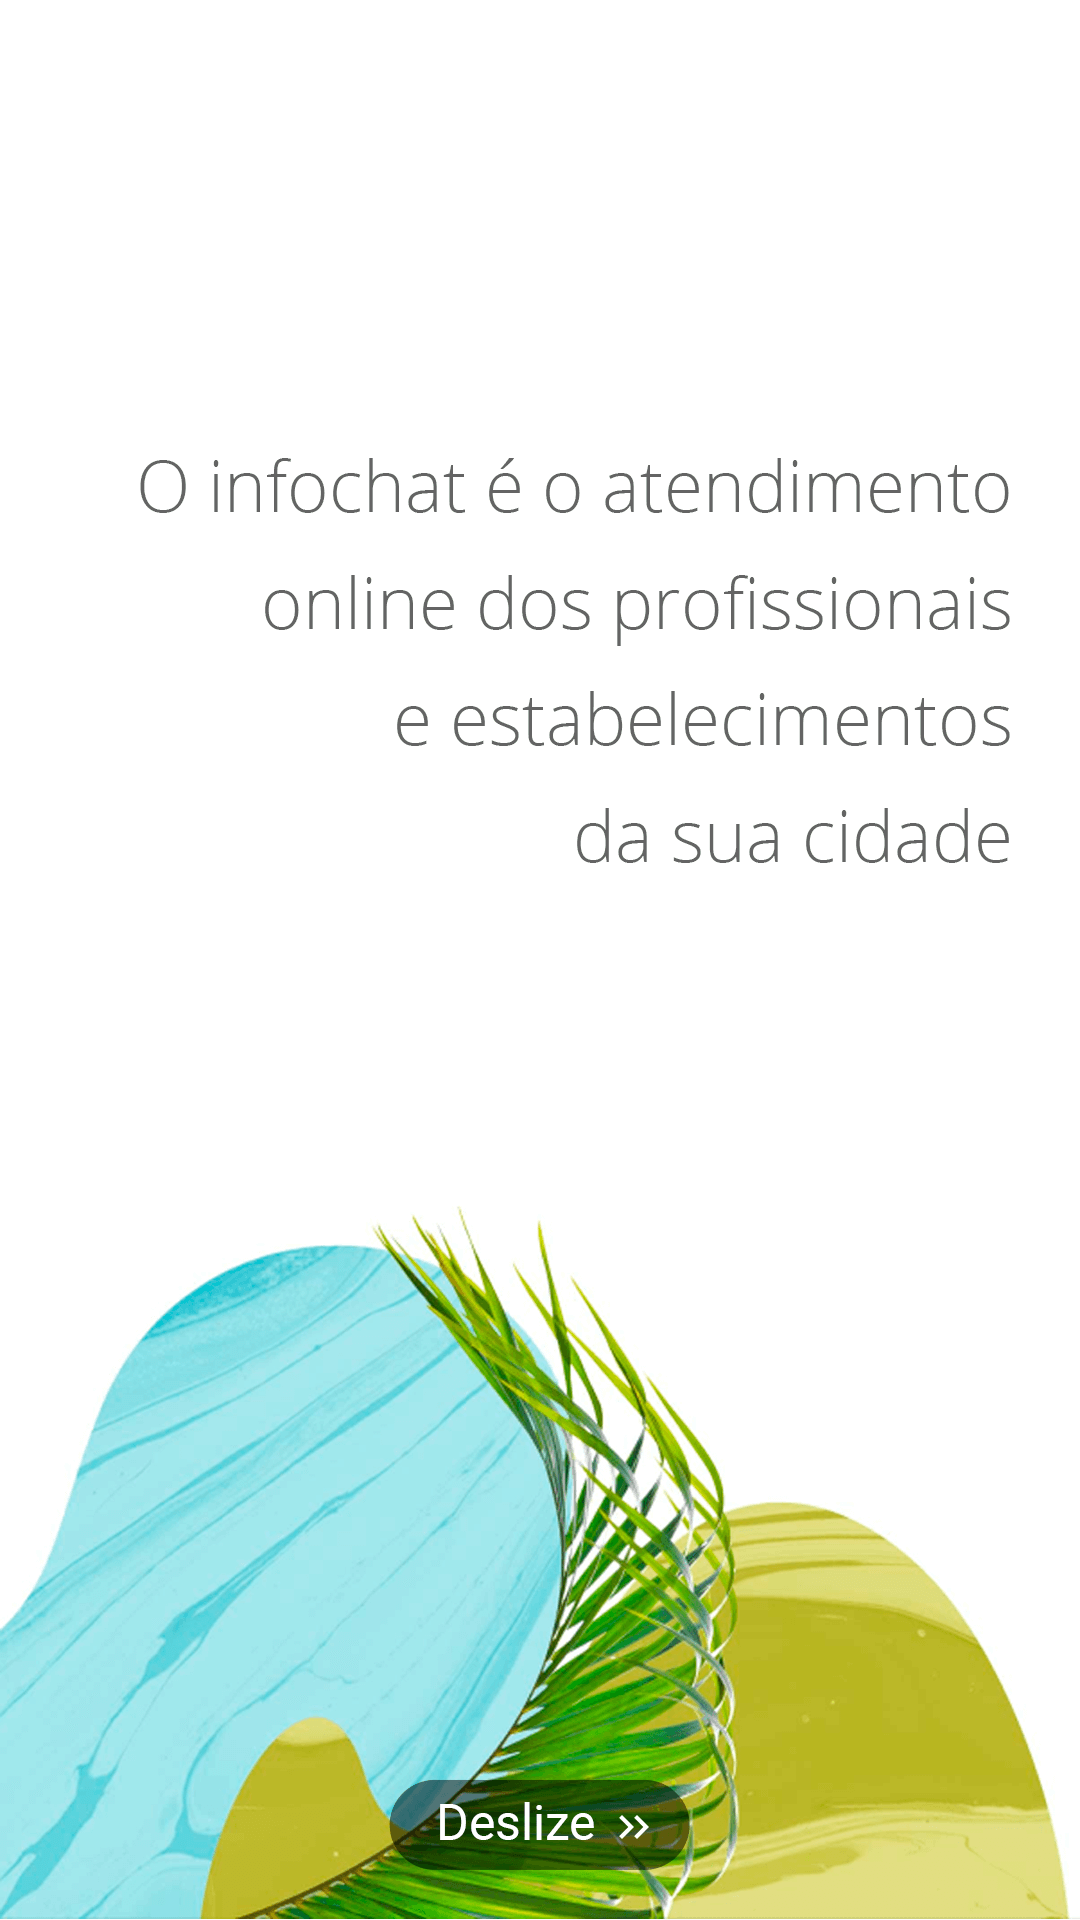 O infochat é o atendimento
online dos profissionais
e estabelecimentos
da sua cidade
Deslize »